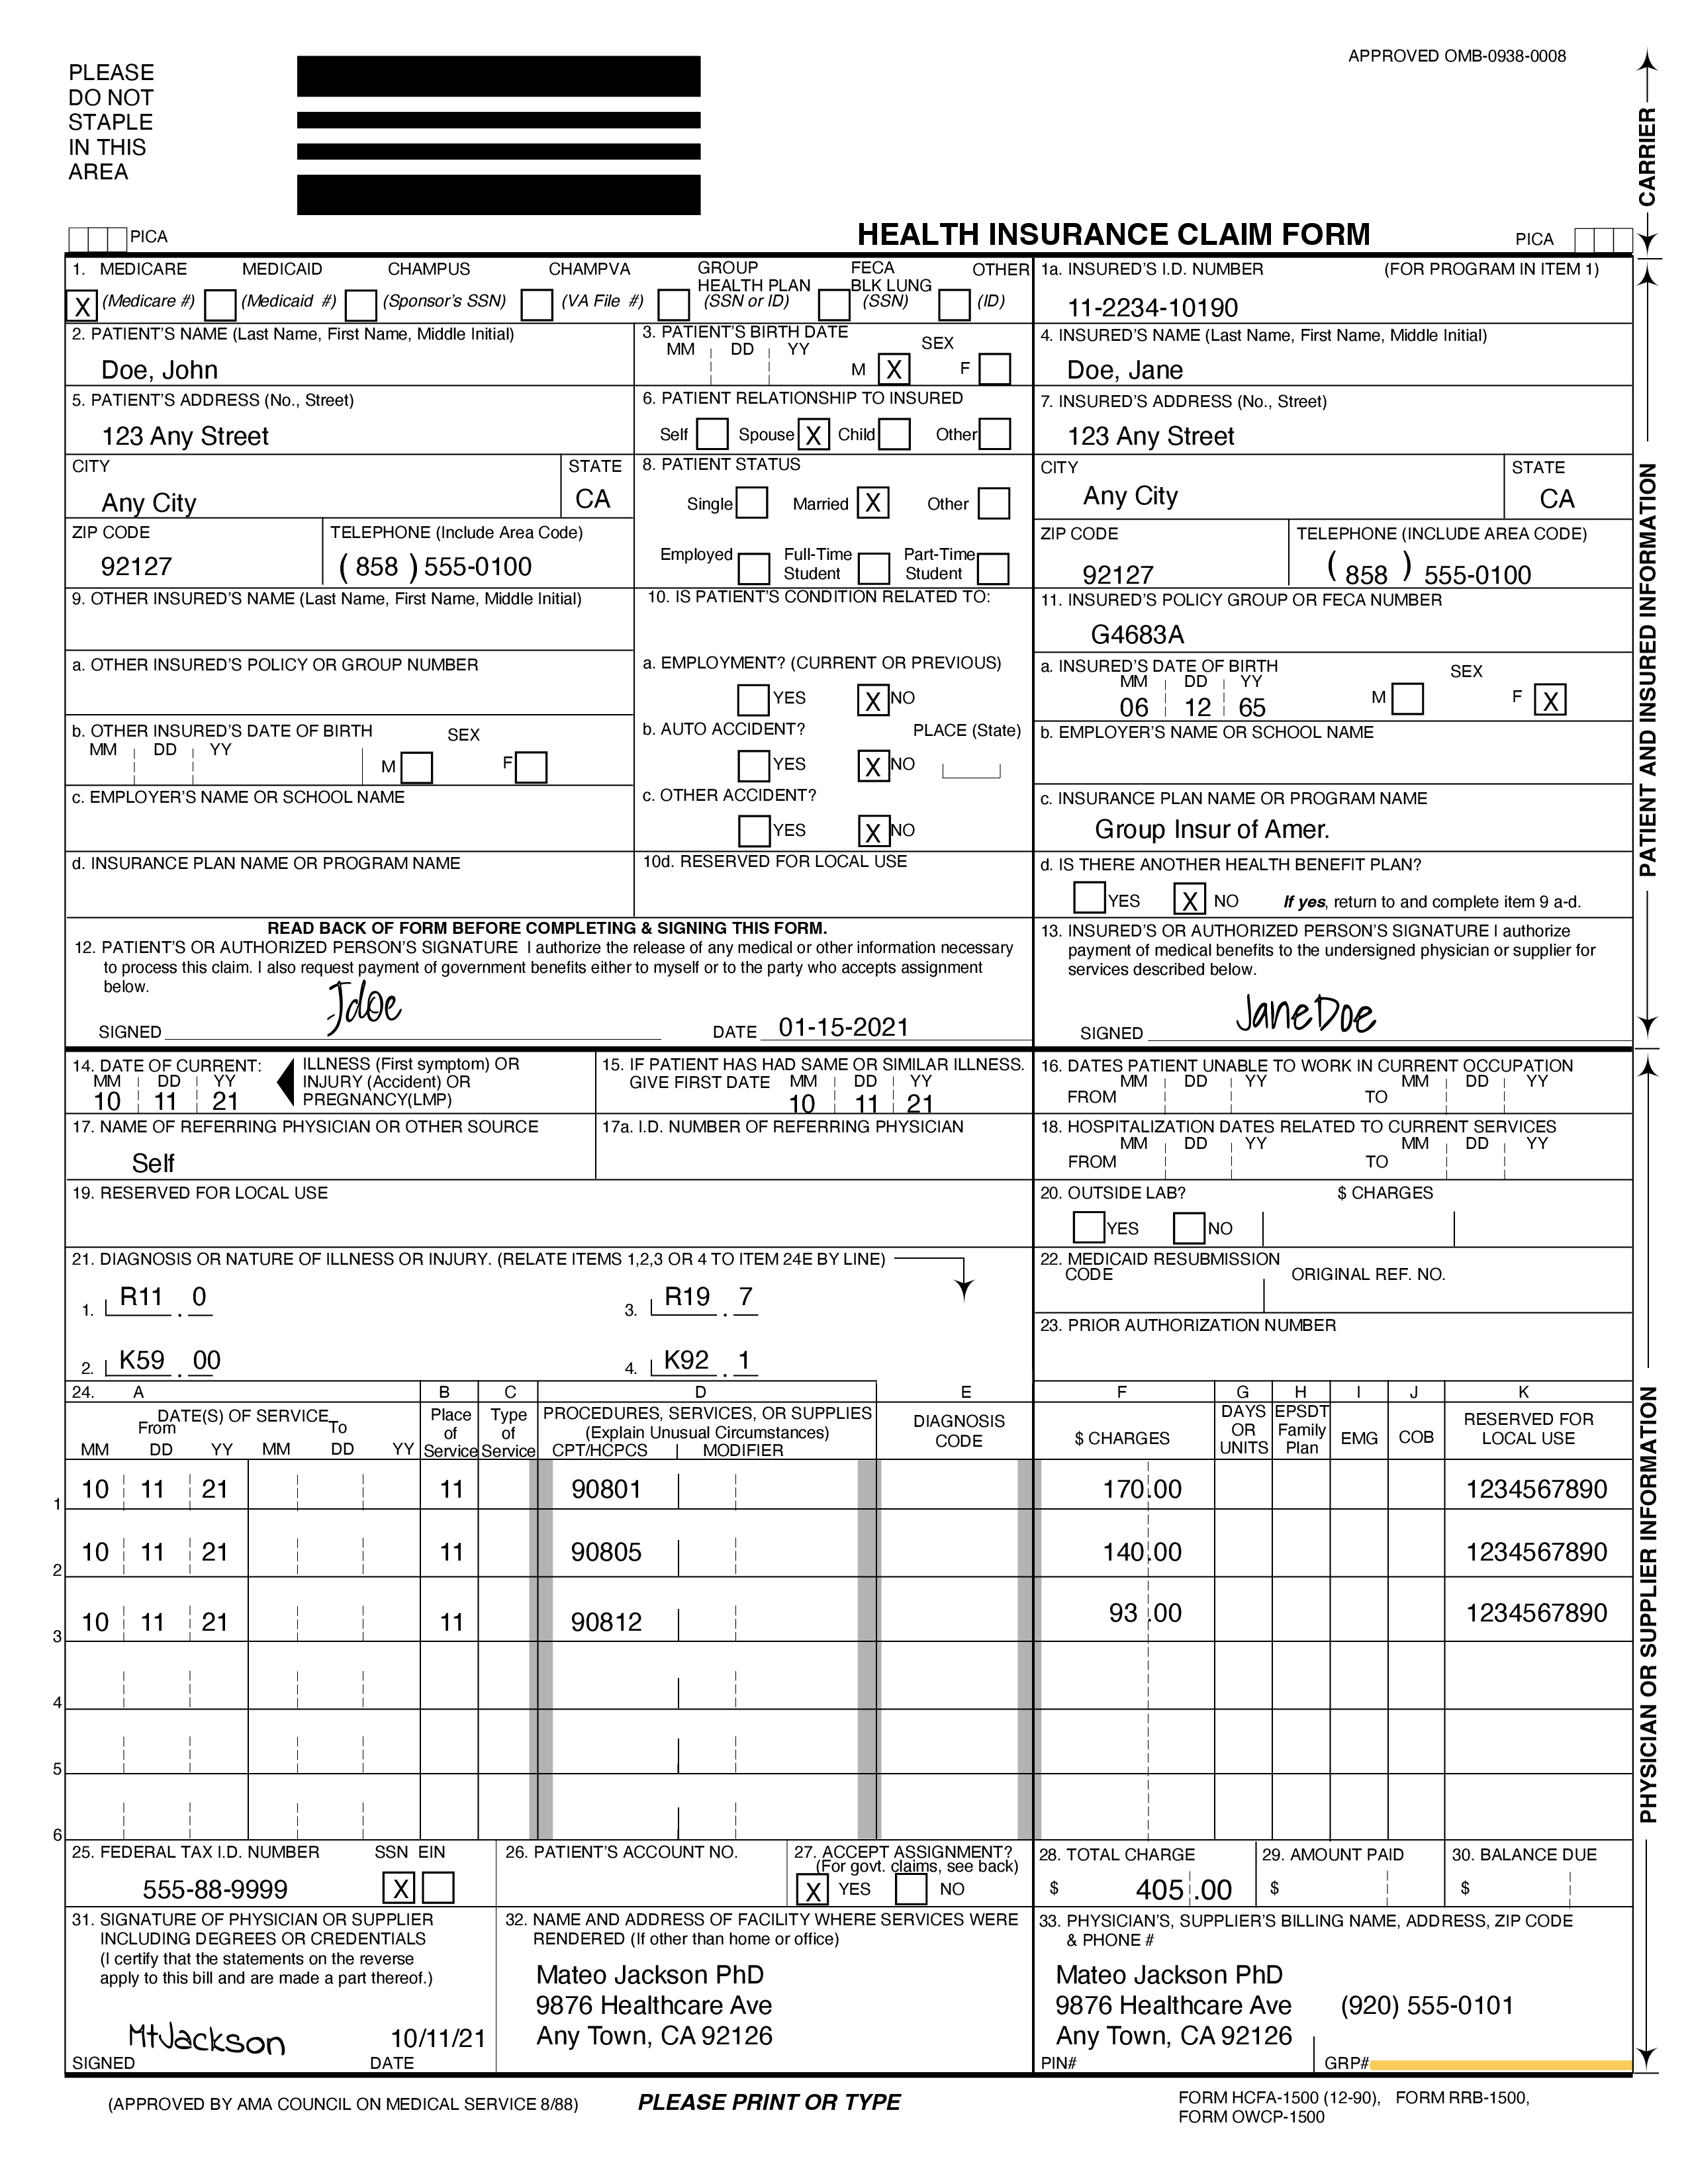 APPROVED OMB-0938-0008
PLEASE
DO NOT
STAPLE
IN THIS
AREA
CARRIER
PICA
HEALTH INSURANCE CLAIM FORM
PICA
1. MEDICARE MEDICAID CHAMPUS CHAMPVA GROUP HEALTH PLAN FECA BLK LUNG OTHER
X (Medicare #) (Medicaid #) (Sponsor's SSN) (VA File #) (SSN or ID) (SSN) (ID)
1a. INSURED'S I.D. NUMBER (FOR PROGRAM IN ITEM 1)
11-2234-10190
2. PATIENT'S NAME (Last Name, First Name, Middle Initial)
Doe, John
3. PATIENT'S BIRTH DATE SEX
MM DD YY M X F
4. INSURED'S NAME (Last Name, First Name, Middle Initial)
Doe, Jane
5. PATIENT'S ADDRESS (No., Street)
123 Any Street
6. PATIENT RELATIONSHIP TO INSURED
Self Spouse X Child Other
7. INSURED'S ADDRESS (No., Street)
123 Any Street
CITY STATE
Any City CA
8. PATIENT STATUS
Single Married X Other
Employed Full-Time Student Part-Time Student
CITY STATE
Any City CA
ZIP CODE TELEPHONE (Include Area Code)
92127 ( 858 ) 555-0100
ZIP CODE TELEPHONE (INCLUDE AREA CODE)
92127 ( 858 ) 555-0100
9. OTHER INSURED'S NAME (Last Name, First Name, Middle Initial)
10. IS PATIENT'S CONDITION RELATED TO:
11. INSURED'S POLICY GROUP OR FECA NUMBER
G4683A
a. OTHER INSURED'S POLICY OR GROUP NUMBER
a. EMPLOYMENT? (CURRENT OR PREVIOUS)
YES X NO
a. INSURED'S DATE OF BIRTH SEX
MM DD YY
06 12 65 M F X
b. OTHER INSURED'S DATE OF BIRTH SEX
MM DD YY M F
b. AUTO ACCIDENT? PLACE (State)
YES X NO
b. EMPLOYER'S NAME OR SCHOOL NAME
c. EMPLOYER'S NAME OR SCHOOL NAME
c. OTHER ACCIDENT?
YES X NO
c. INSURANCE PLAN NAME OR PROGRAM NAME
Group Insur of Amer.
d. INSURANCE PLAN NAME OR PROGRAM NAME
10d. RESERVED FOR LOCAL USE
d. IS THERE ANOTHER HEALTH BENEFIT PLAN?
YES X NO If yes, return to and complete item 9 a-d.
PATIENT AND INSURED INFORMATION
READ BACK OF FORM BEFORE COMPLETING & SIGNING THIS FORM.
12. PATIENT'S OR AUTHORIZED PERSON'S SIGNATURE I authorize the release of any medical or other information necessary
to process this claim. I also request payment of government benefits either to myself or to the party who accepts assignment
below.
SIGNED Jdoe DATE 01-15-2021
13. INSURED'S OR AUTHORIZED PERSON'S SIGNATURE I authorize
payment of medical benefits to the undersigned physician or supplier for
services described below.
SIGNED Jane Doe
14. DATE OF CURRENT:
MM DD YY
10 11 21
ILLNESS (First symptom) OR
INJURY (Accident) OR
PREGNANCY(LMP)
15. IF PATIENT HAS HAD SAME OR SIMILAR ILLNESS.
GIVE FIRST DATE MM DD YY
10 11 21
16. DATES PATIENT UNABLE TO WORK IN CURRENT OCCUPATION
MM DD YY MM DD YY
FROM TO
17. NAME OF REFERRING PHYSICIAN OR OTHER SOURCE
Self
17a. I.D. NUMBER OF REFERRING PHYSICIAN
18. HOSPITALIZATION DATES RELATED TO CURRENT SERVICES
MM DD YY MM DD YY
FROM TO
19. RESERVED FOR LOCAL USE
20. OUTSIDE LAB? $ CHARGES
YES NO
21. DIAGNOSIS OR NATURE OF ILLNESS OR INJURY. (RELATE ITEMS 1,2,3 OR 4 TO ITEM 24E BY LINE)
1. R11 . 0 3. R19 . 7
2. K59 . 00 4. K92 . 1
22. MEDICAID RESUBMISSION
CODE ORIGINAL REF. NO.
23. PRIOR AUTHORIZATION NUMBER
24. A B C D E F G H I J K
DATE(S) OF SERVICE
From To
MM DD YY MM DD YY
Place of Service
Type of Service
PROCEDURES, SERVICES, OR SUPPLIES
(Explain Unusual Circumstances)
CPT/HCPCS MODIFIER
DIAGNOSIS CODE
$ CHARGES
DAYS OR UNITS
EPSDT Family Plan
EMG
COB
RESERVED FOR LOCAL USE
1 10 11 21 11 90801 170.00 1234567890
2 10 11 21 11 90805 140.00 1234567890
3 10 11 21 11 90812 93 .00 1234567890
4
5
6
PHYSICIAN OR SUPPLIER INFORMATION
25. FEDERAL TAX I.D. NUMBER SSN EIN
555-88-9999 X
26. PATIENT'S ACCOUNT NO.
27. ACCEPT ASSIGNMENT?
(For govt. claims, see back)
X YES NO
28. TOTAL CHARGE
$ 405 .00
29. AMOUNT PAID
$
30. BALANCE DUE
$
31. SIGNATURE OF PHYSICIAN OR SUPPLIER
INCLUDING DEGREES OR CREDENTIALS
(I certify that the statements on the reverse
apply to this bill and are made a part thereof.)
MtJackson 10/11/21
SIGNED DATE
32. NAME AND ADDRESS OF FACILITY WHERE SERVICES WERE
RENDERED (If other than home or office)
Mateo Jackson PhD
9876 Healthcare Ave
Any Town, CA 92126
33. PHYSICIAN'S, SUPPLIER'S BILLING NAME, ADDRESS, ZIP CODE
& PHONE #
Mateo Jackson PhD
9876 Healthcare Ave (920) 555-0101
Any Town, CA 92126
PIN# GRP#
(APPROVED BY AMA COUNCIL ON MEDICAL SERVICE 8/88)
PLEASE PRINT OR TYPE
FORM HCFA-1500 (12-90), FORM RRB-1500,
FORM OWCP-1500